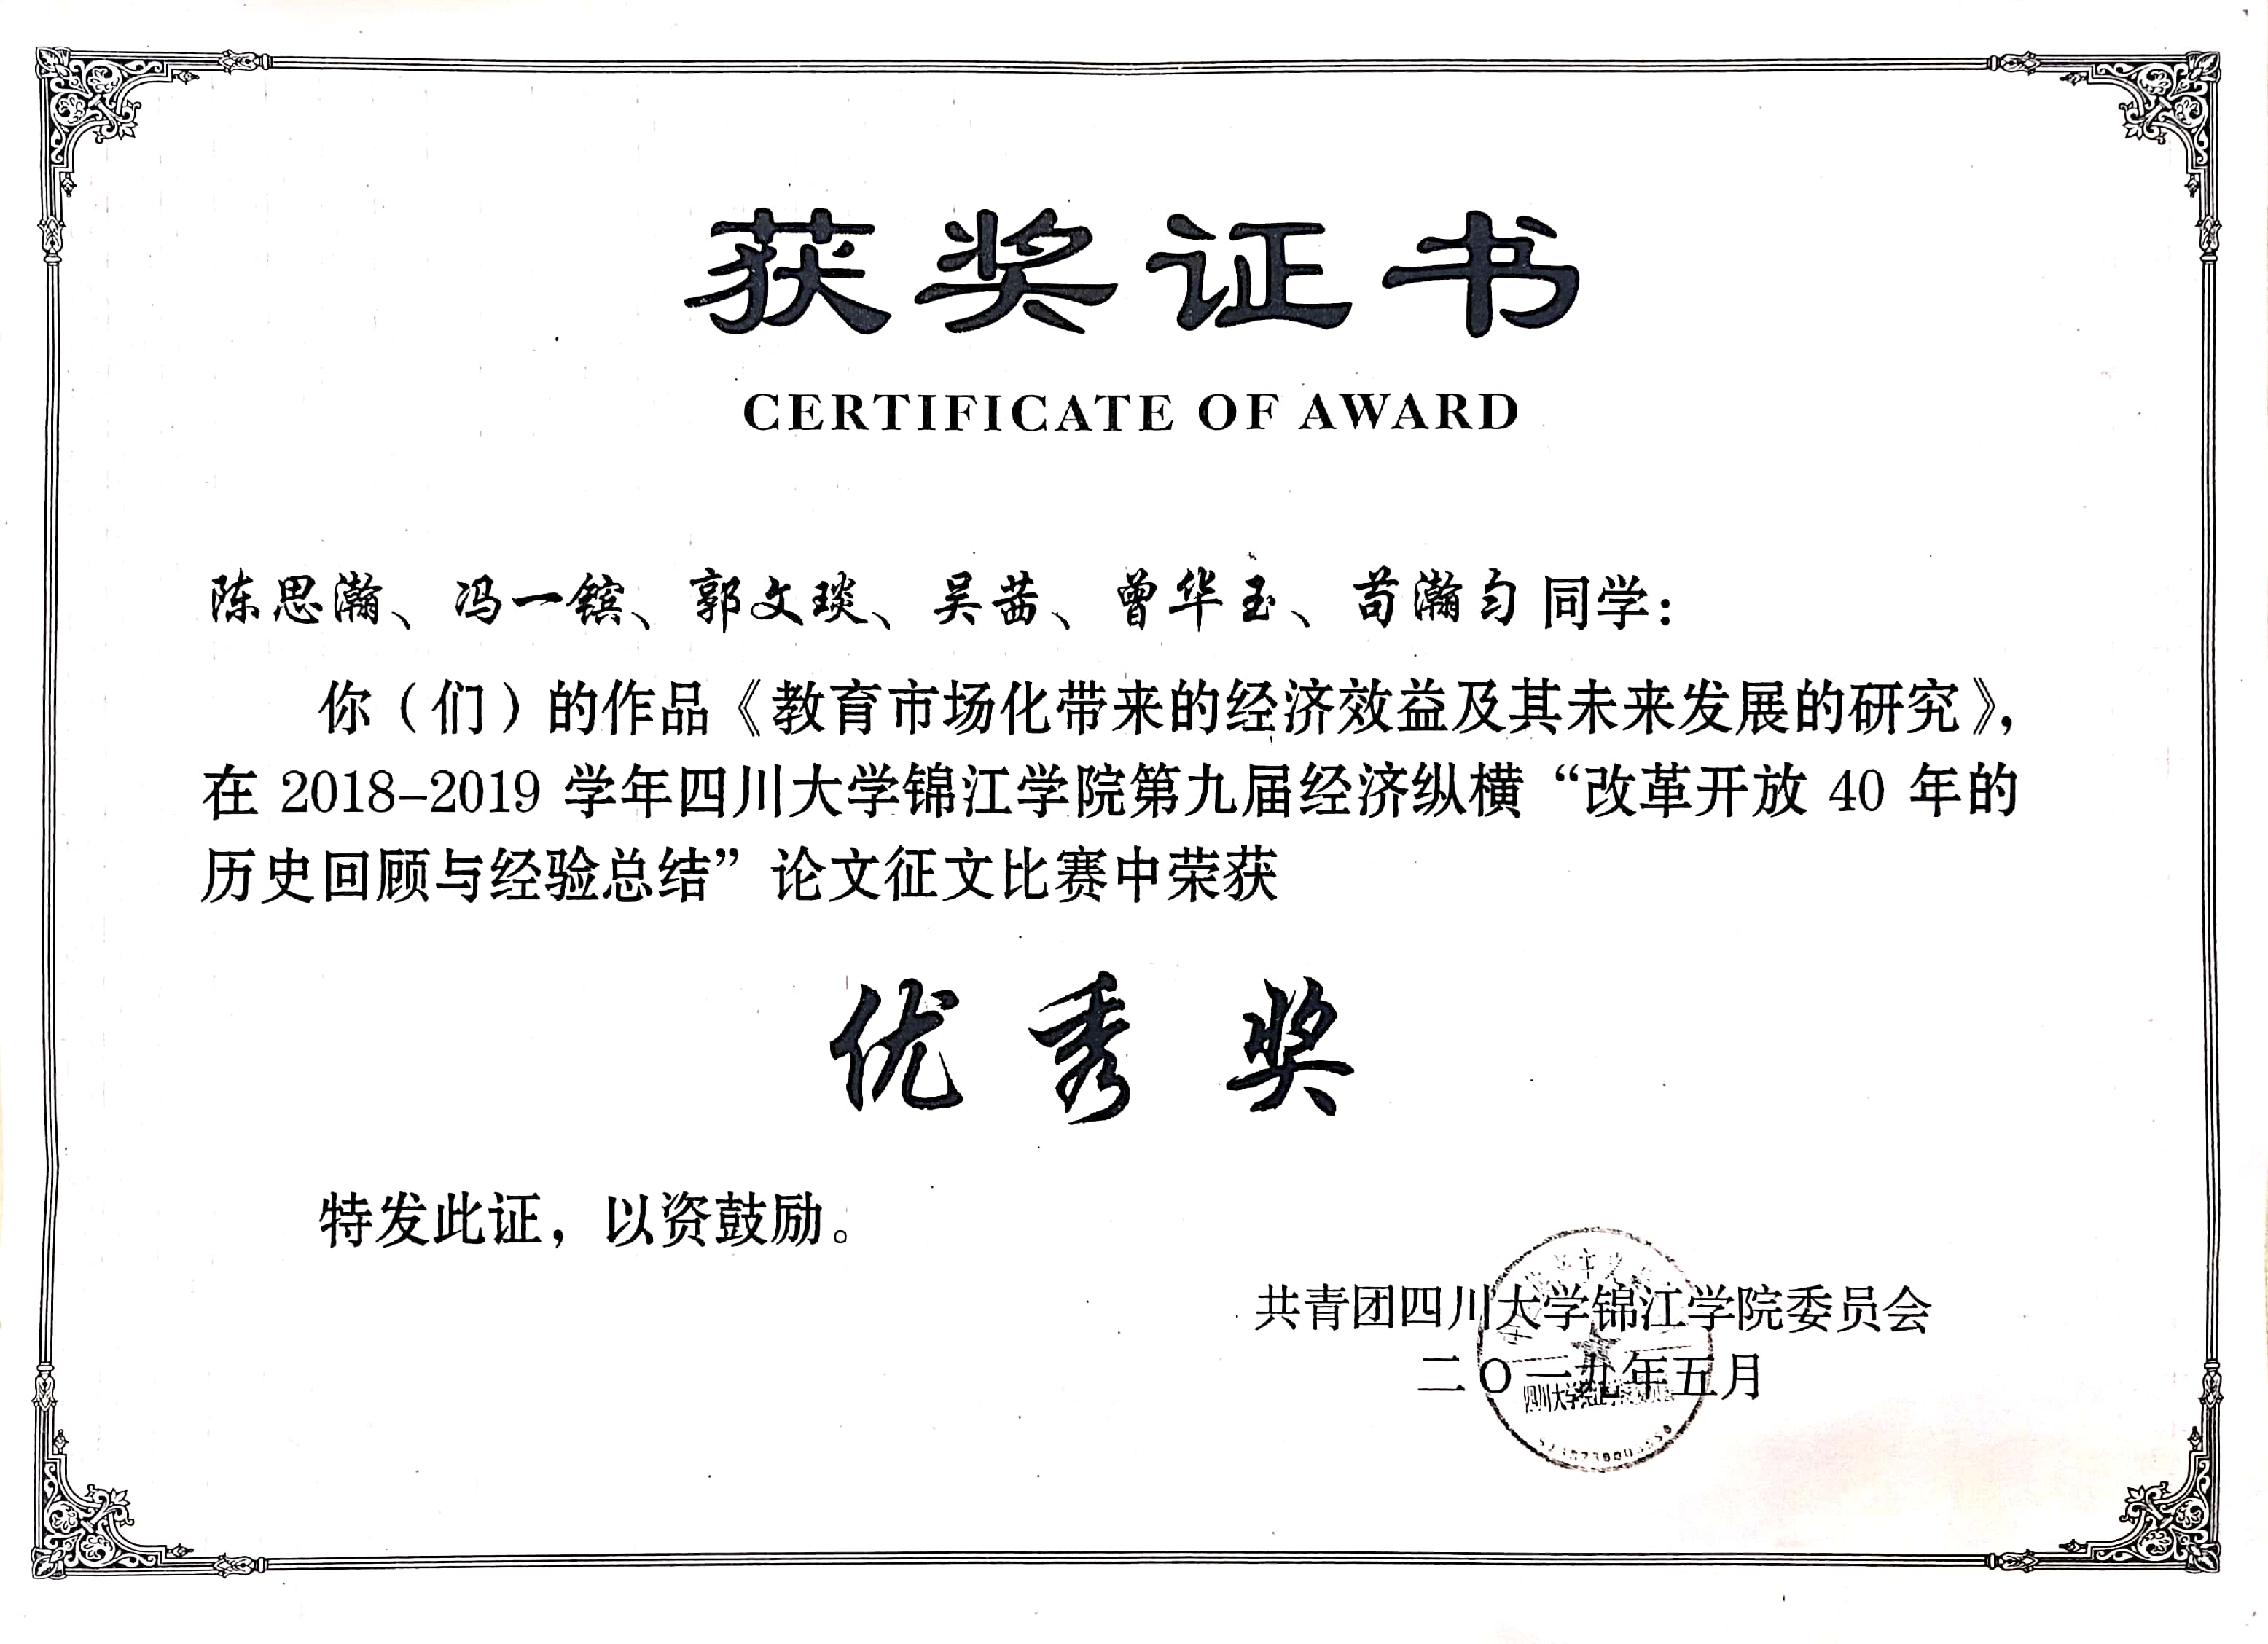 获奖证书
CERTIFICATE OF AWARD
陈思瀚、冯一镔、郭文琰、吴茜、曾华玉、苟瀚匀 同学：
你（们）的作品《教育市场化带来的经济效益及其未来发展的研究》，
在 2018-2019 学年四川大学锦江学院第九届经济纵横 “改革开放 40 年的
历史回顾与经验总结” 论文征文比赛中荣获
优秀奖
特发此证，以资鼓励。
共青团四川大学锦江学院委员会
二〇一九年五月
四川大学